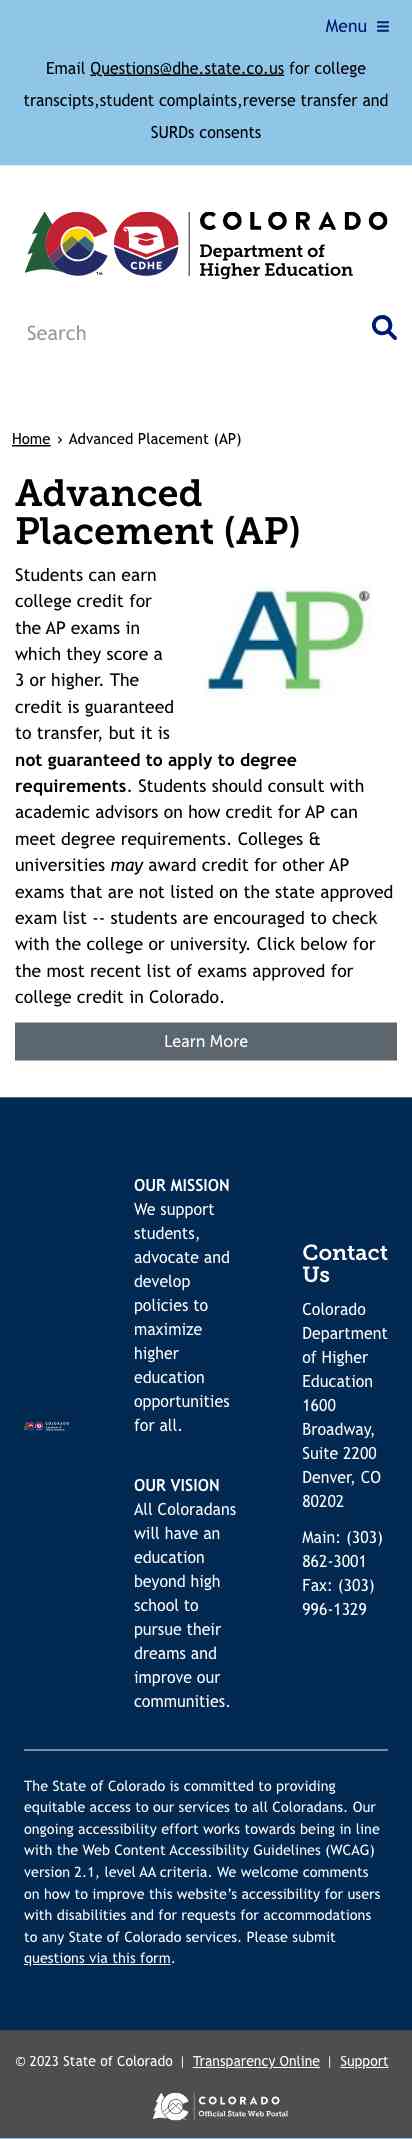 Menu
Email Questions@dhe.state.co.us for college
transcipts,student complaints,reverse transfer and
SURDs consents
COLORADO
Department of
Higher Education
CDHE
TM
Search
Home › Advanced Placement (AP)
Advanced
Placement (AP)
AP
Students can earn
college credit for
the AP exams in
which they score a
3 or higher. The
credit is guaranteed
to transfer, but it is
not guaranteed to apply to degree
requirements. Students should consult with
academic advisors on how credit for AP can
meet degree requirements. Colleges &
universities may award credit for other AP
exams that are not listed on the state approved
exam list -- students are encouraged to check
with the college or university. Click below for
the most recent list of exams approved for
college credit in Colorado.
Learn More
OUR MISSION
We support
students,
advocate and
develop
policies to
maximize
higher
education
opportunities
for all.
OUR VISION
All Coloradans
will have an
education
beyond high
school to
pursue their
dreams and
improve our
communities.
Contact
Us
Colorado
Department
of Higher
Education
1600
Broadway,
Suite 2200
Denver, CO
80202
Main: (303)
862-3001
Fax: (303)
996-1329
The State of Colorado is committed to providing
equitable access to our services to all Coloradans. Our
ongoing accessibility effort works towards being in line
with the Web Content Accessibility Guidelines (WCAG)
version 2.1, level AA criteria. We welcome comments
on how to improve this website's accessibility for users
with disabilities and for requests for accommodations
to any State of Colorado services. Please submit
questions via this form.
© 2023 State of Colorado | Transparency Online | Support
COLORADO
Official State Web Portal